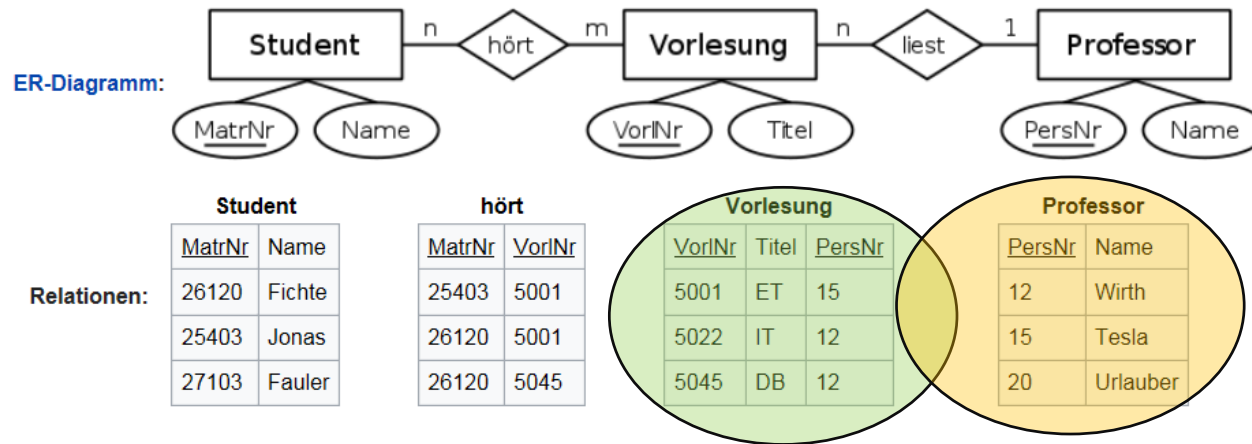 n m n 1
Student hört Vorlesung liest Professor
ER-Diagramm:
MatrNr Name VorlNr Titel PersNr Name
Student hört Vorlesung Professor
MatrNr Name MatrNr VorlNr VorlNr Titel PersNr PersNr Name
Relationen:
26120 Fichte 25403 5001 5001 ET 15 12 Wirth
25403 Jonas 26120 5001 5022 IT 12 15 Tesla
27103 Fauler 26120 5045 5045 DB 12 20 Urlauber